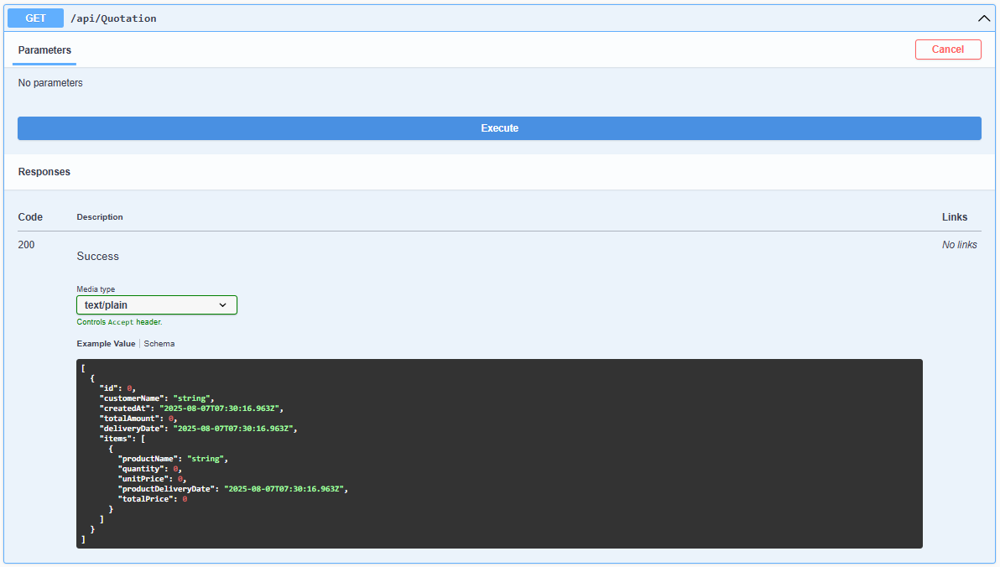 GET /api/Quotation
Parameters
Cancel
No parameters
Execute
Responses
Code Description Links
200 Success No links
Media type
text/plain
Controls Accept header.
Example Value Schema
[
  {
    "id": 0,
    "customerName": "string",
    "createdAt": "2025-08-07T07:30:16.963Z",
    "totalAmount": 0,
    "deliveryDate": "2025-08-07T07:30:16.963Z",
    "items": [
      {
        "productName": "string",
        "quantity": 0,
        "unitPrice": 0,
        "productDeliveryDate": "2025-08-07T07:30:16.963Z",
        "totalPrice": 0
      }
    ]
  }
]